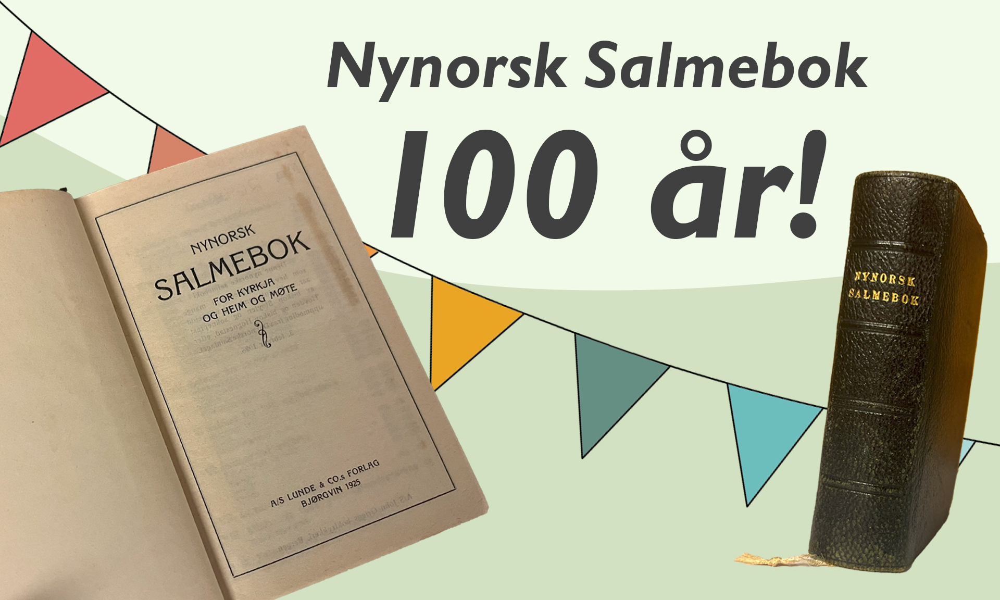 Nynorsk Salmebok
100 år!
NYNORSK
SALMEBOK
FOR KYRKJA
OG HEIM OG MØTE
A/S LUNDE & CO.s FORLAG
BJØRGVIN 1925
NYNORSK
SALMEBOK